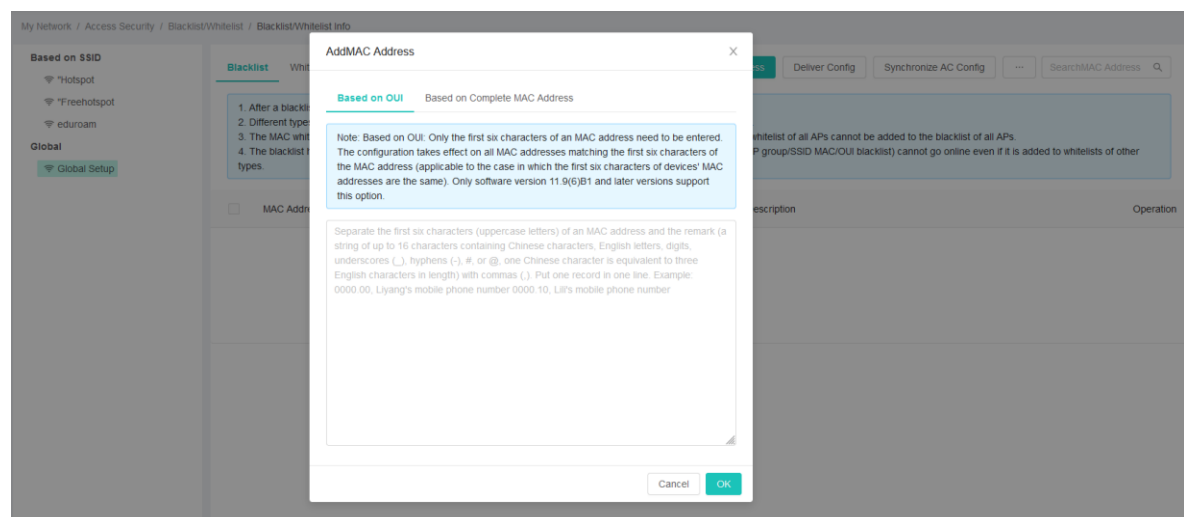 My Network / Access Security / Blacklist/Whitelist / Blacklist/Whitelist Info
Based on SSID
"Hotspot
"Freehotspot
eduroam
Global
Global Setup
Blacklist Whit
Deliver Config
Synchronize AC Config
...
SearchMAC Address
1. After a blackli
2. Different type
3. The MAC whit
whitelist of all APs cannot be added to the blacklist of all APs.
4. The blacklist h
P group/SSID MAC/OUI blacklist) cannot go online even if it is added to whitelists of other
types.
MAC Addr
escription
Operation
AddMAC Address
Based on OUI
Based on Complete MAC Address
Note: Based on OUI: Only the first six characters of an MAC address need to be entered.
The configuration takes effect on all MAC addresses matching the first six characters of
the MAC address (applicable to the case in which the first six characters of devices' MAC
addresses are the same). Only software version 11.9(6)B1 and later versions support
this option.
Separate the first six characters (uppercase letters) of an MAC address and the remark (a
string of up to 16 characters containing Chinese characters, English letters, digits,
underscores (_), hyphens (-), #, or @, one Chinese character is equivalent to three
English characters in length) with commas (,). Put one record in one line. Example:
0000.00, Liyang's mobile phone number 0000.10, Lili's mobile phone number
Cancel
OK